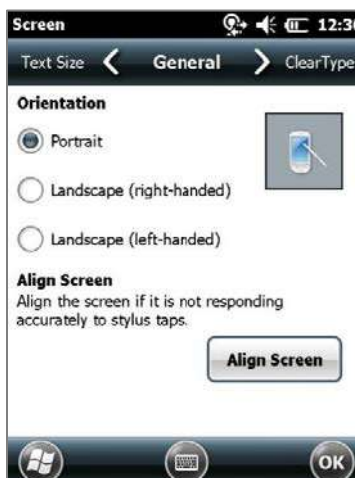 Screen 12:36
Text Size General ClearType
Orientation
Portrait
Landscape (right-handed)
Landscape (left-handed)
Align Screen
Align the screen if it is not responding
accurately to stylus taps.
Align Screen
OK